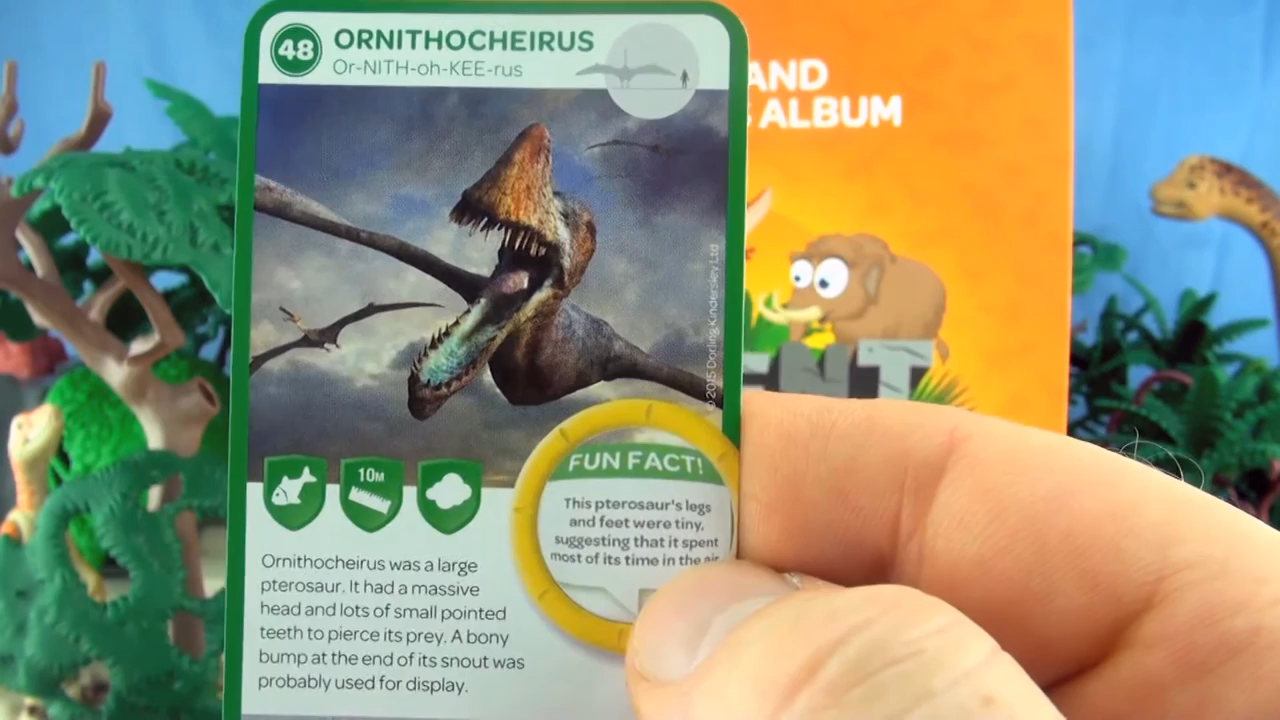 48
ORNITHOCHEIRUS
Or-NITH-oh-KEE-rus
AND
ALBUM
© 2015 Dorling Kindersley Ltd
10M
FUN FACT!
This pterosaur's legs
and feet were tiny,
suggesting that it spent
most of its time in the air
Ornithocheirus was a large
pterosaur. It had a massive
head and lots of small pointed
teeth to pierce its prey. A bony
bump at the end of its snout was
probably used for display.